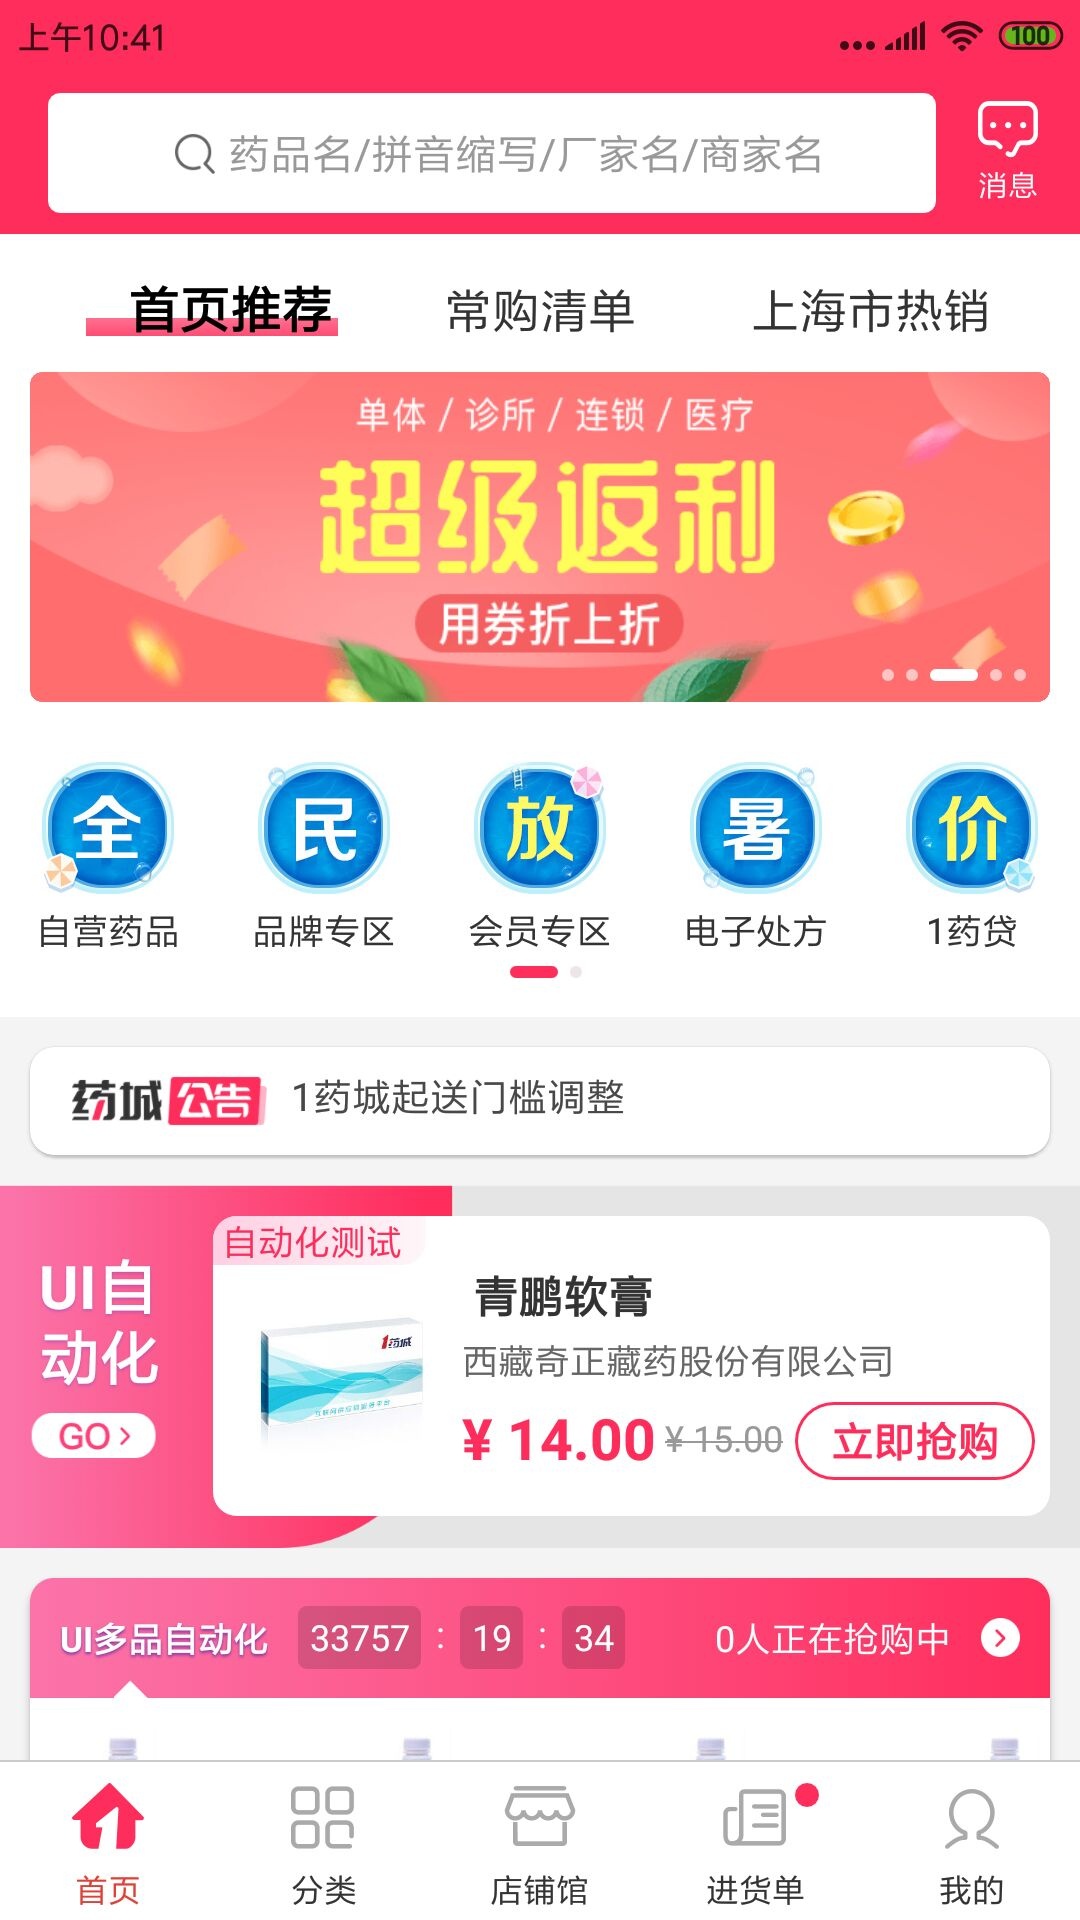 上午10:41
100
药品名/拼音缩写/厂家名/商家名
消息
首页推荐
常购清单
上海市热销
单体 / 诊所 / 连锁 / 医疗
超级返利
用券折上折
全
民
放
暑
价
自营药品
品牌专区
会员专区
电子处方
1药贷
药城公告
1药城起送门槛调整
UI自
动化
GO
自动化测试
1药城
青鹏软膏
西藏奇正藏药股份有限公司
¥ 14.00
¥ 15.00
立即抢购
UI多品自动化
33757 : 19 : 34
0人正在抢购中
首页
分类
店铺馆
进货单
我的